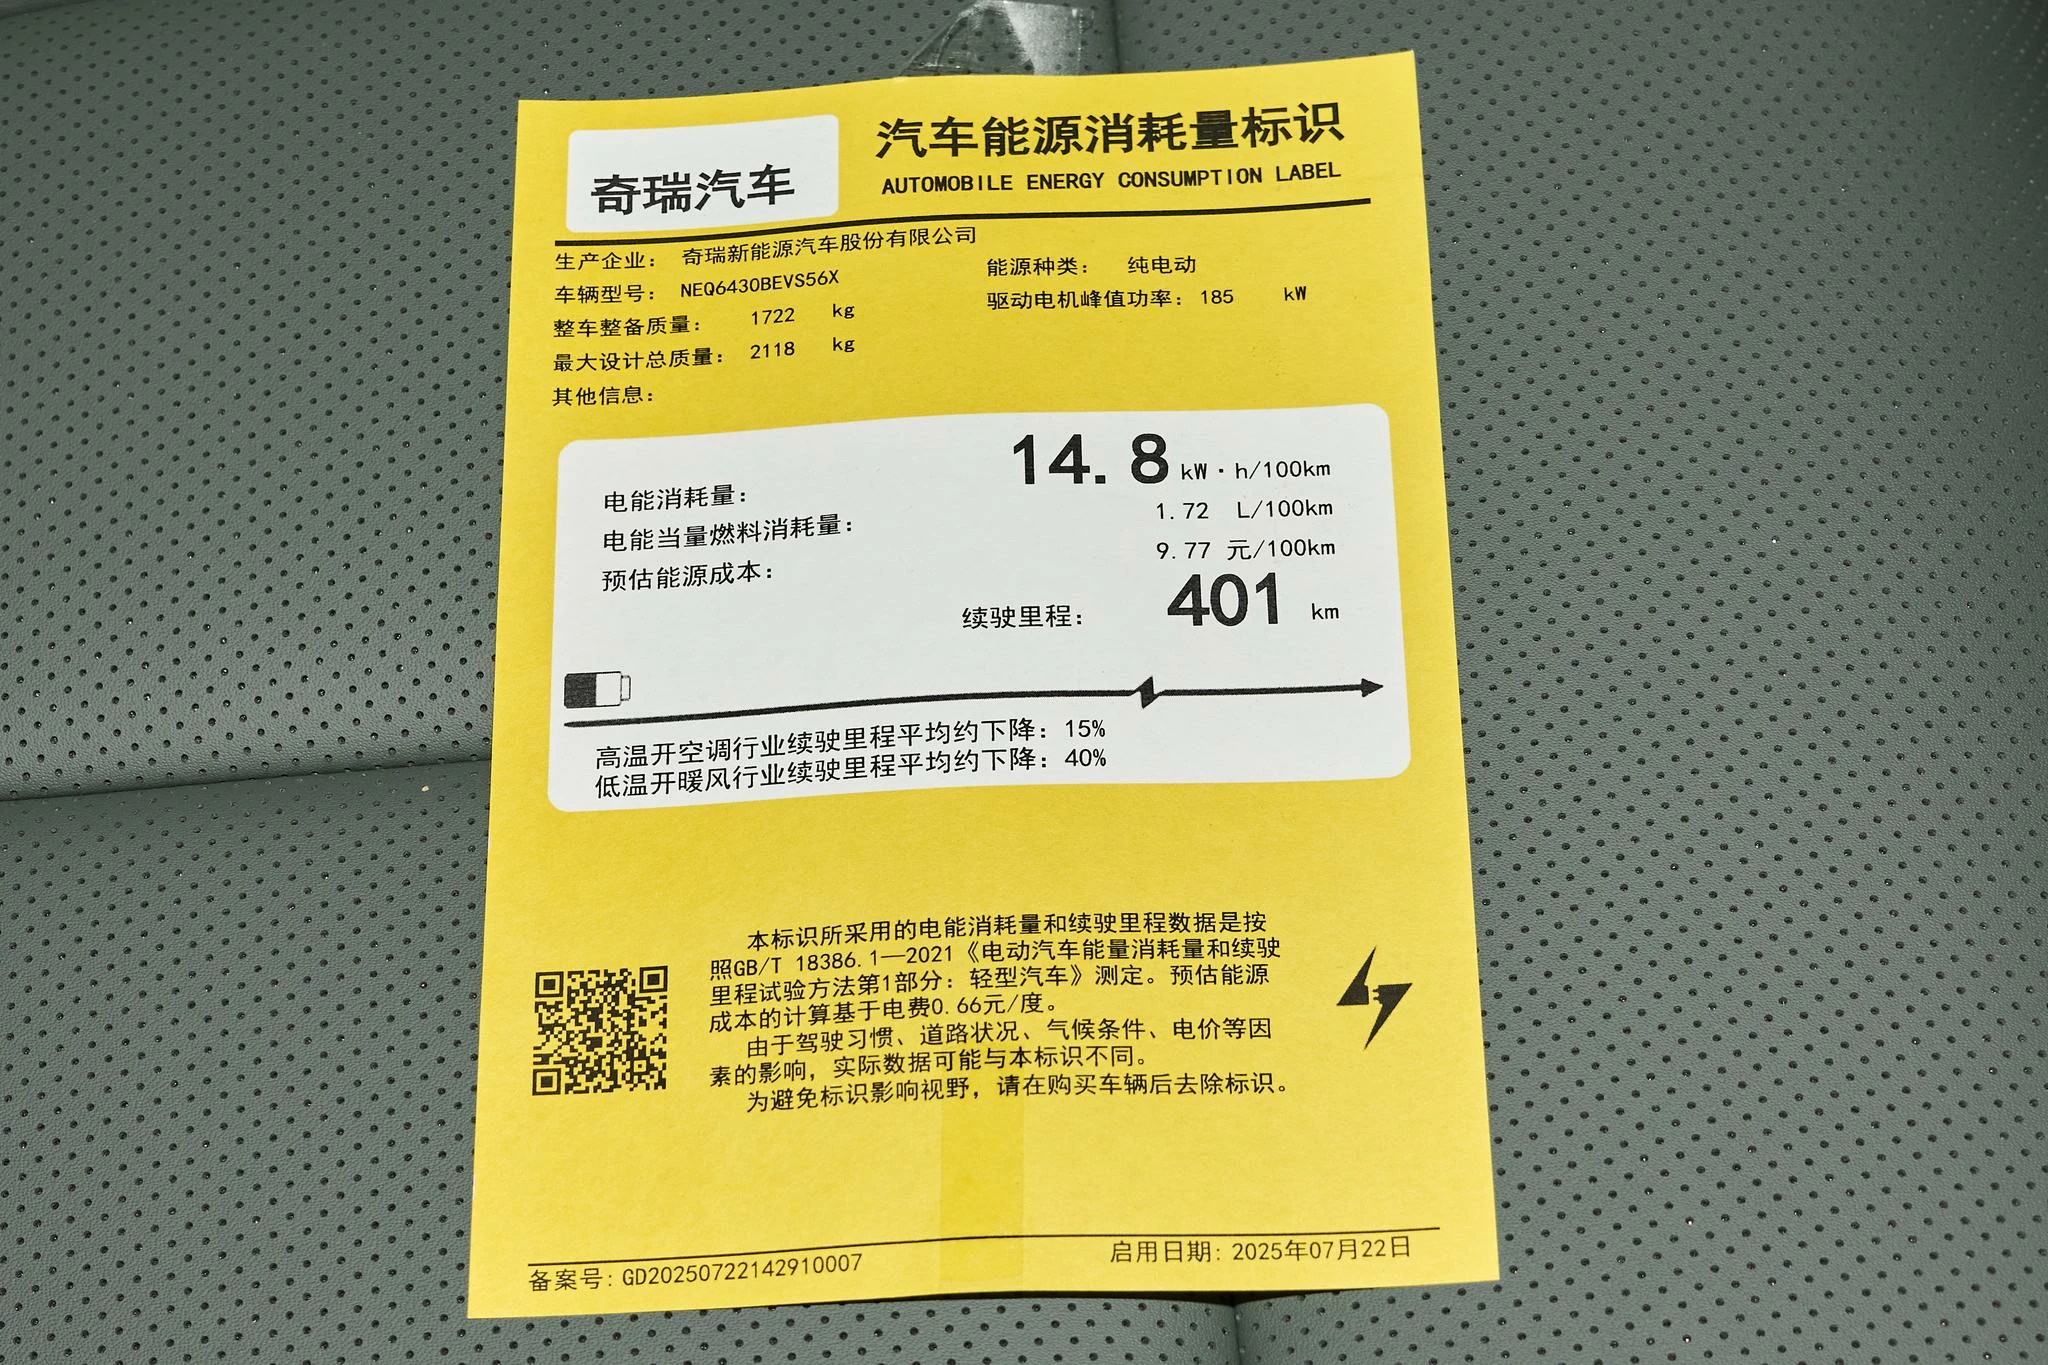 奇瑞汽车
汽车能源消耗量标识
AUTOMOBILE ENERGY CONSUMPTION LABEL
生产企业： 奇瑞新能源汽车股份有限公司
车辆型号： NEQ6430BEVS56X
能源种类： 纯电动
整车整备质量： 1722 kg
驱动电机峰值功率：185 kW
最大设计总质量： 2118 kg
其他信息：
电能消耗量： 14.8 kW·h/100km
电能当量燃料消耗量： 1.72 L/100km
预估能源成本： 9.77 元/100km
续驶里程： 401 km
高温开空调行业续驶里程平均约下降：15%
低温开暖风行业续驶里程平均约下降：40%
本标识所采用的电能消耗量和续驶里程数据是按
照GB/T 18386.1—2021《电动汽车能量消耗量和续驶
里程试验方法第1部分：轻型汽车》测定。预估能源
成本的计算基于电费0.66元/度。
由于驾驶习惯、道路状况、气候条件、电价等因
素的影响，实际数据可能与本标识不同。
为避免标识影响视野，请在购买车辆后去除标识。
备案号：GD20250722142910007
启用日期：2025年07月22日